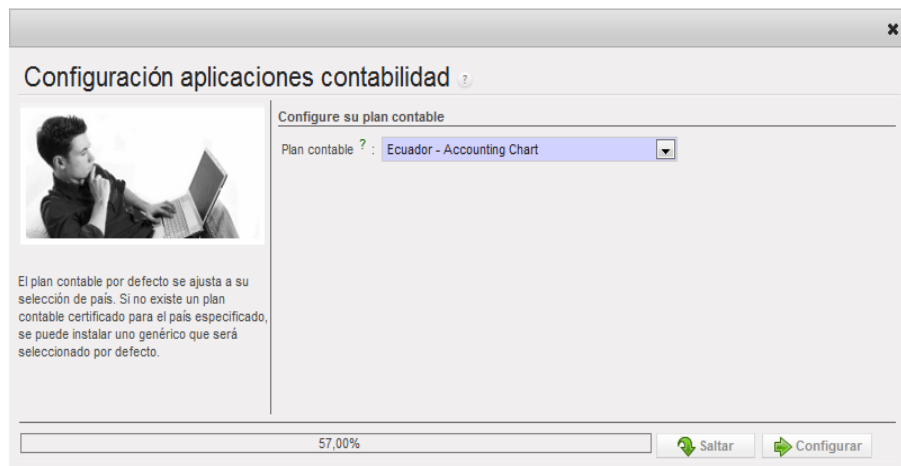 Configuración aplicaciones contabilidad ?
Configure su plan contable
Plan contable ? : Ecuador - Accounting Chart
El plan contable por defecto se ajusta a su
selección de país. Si no existe un plan
contable certificado para el país especificado,
se puede instalar uno genérico que será
seleccionado por defecto.
57,00%
Saltar
Configurar